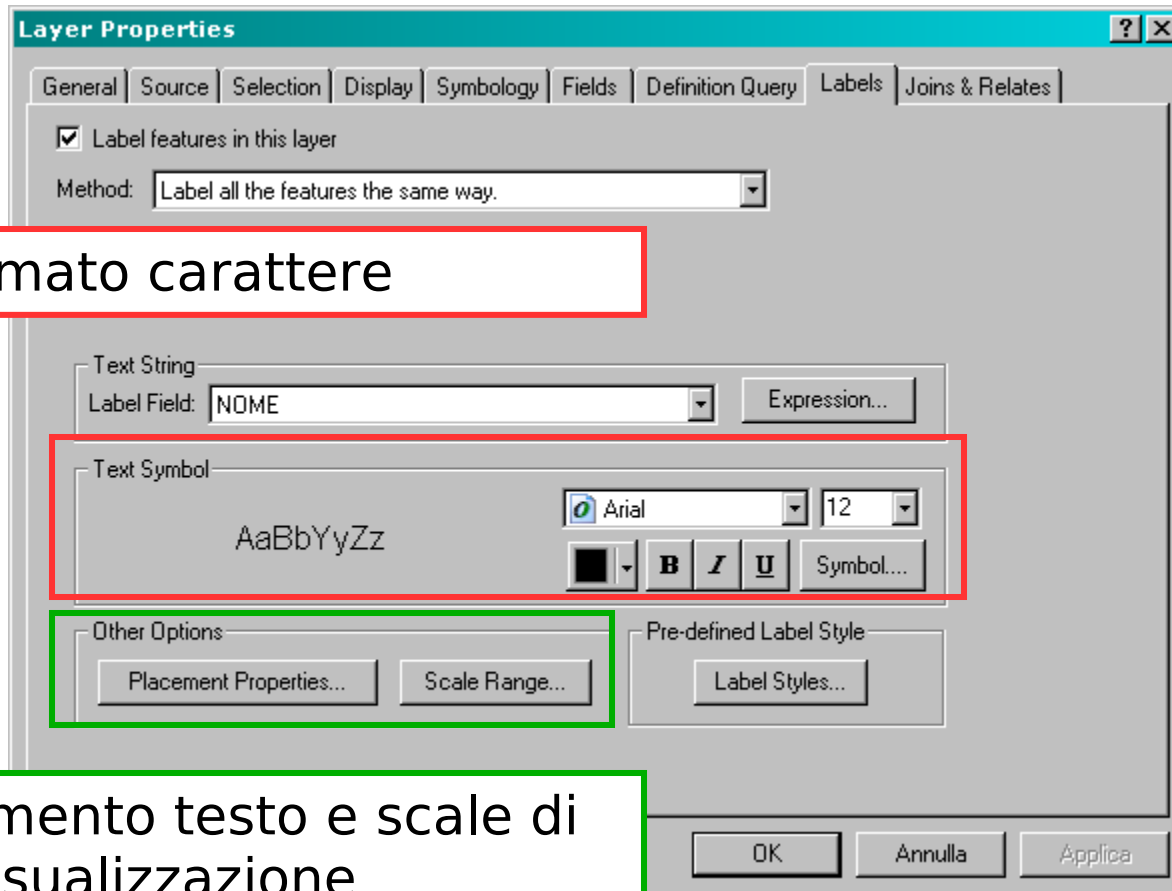 Layer Properties
? X
General Source Selection Display Symbology Fields Definition Query Labels Joins & Relates
Label features in this layer
Method: Label all the features the same way.
mato carattere
Text String
Label Field: NOME Expression...
Text Symbol
AaBbYyZz
Arial 12
B I U Symbol....
Other Options
Placement Properties... Scale Range...
Pre-defined Label Style
Label Styles...
mento testo e scale di
sualizzazione
OK Annulla Applica